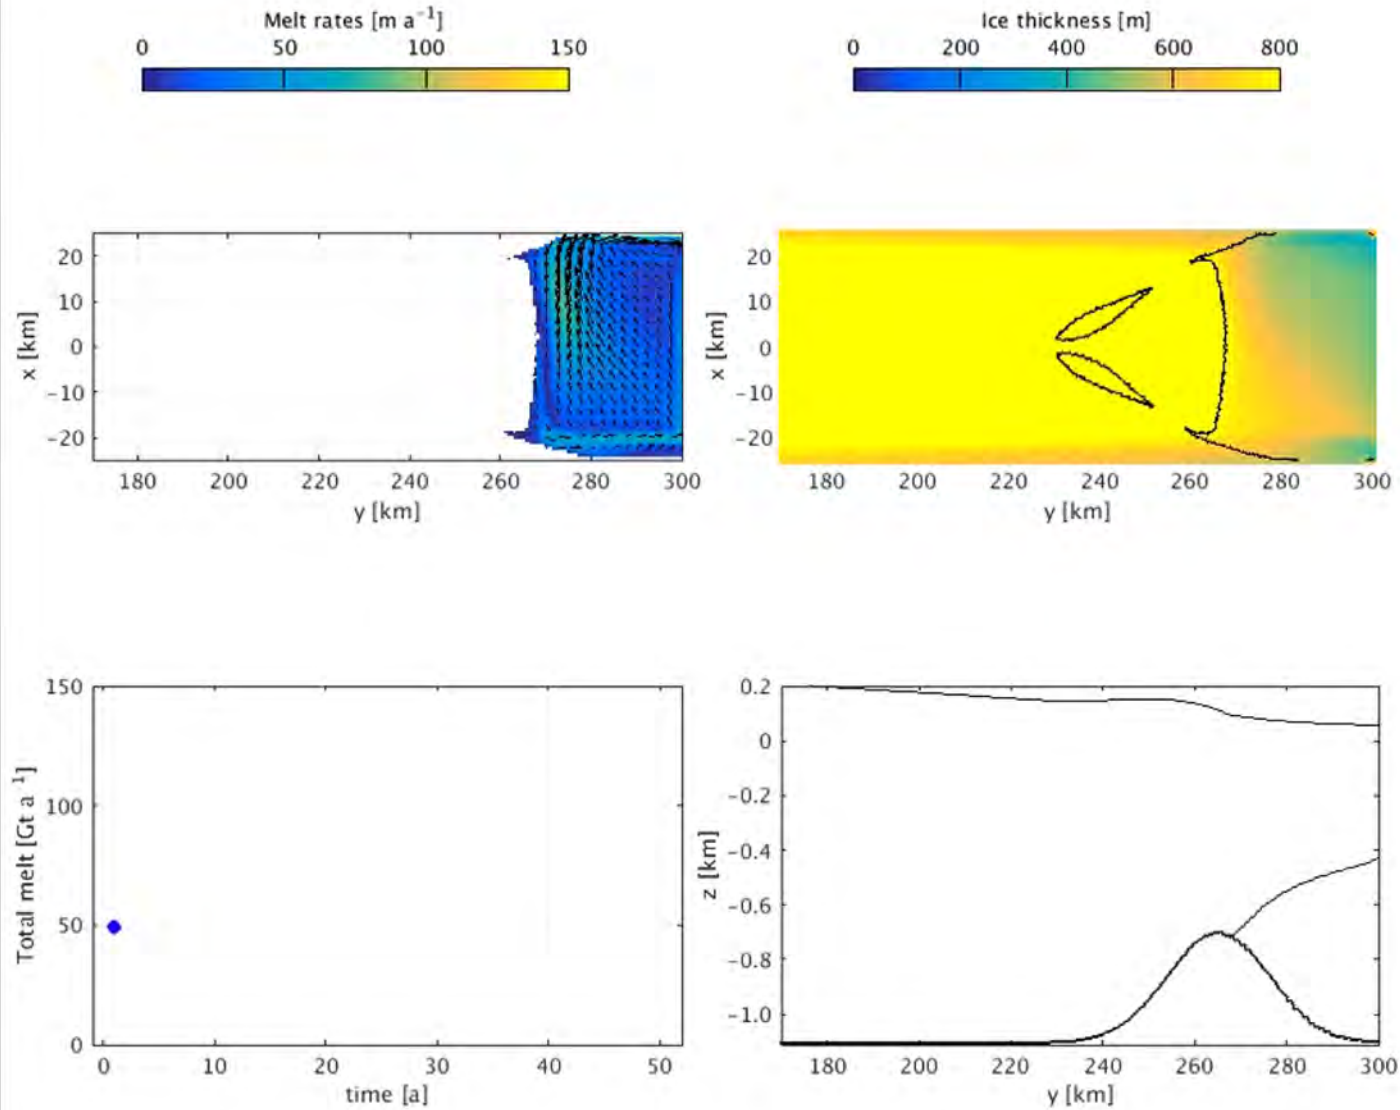 Melt rates [m a⁻¹]
0 50 100 150
Ice thickness [m]
0 200 400 600 800
20
10
0
−10
−20
x [km]
180 200 220 240 260 280 300
y [km]
20
10
0
−10
−20
x [km]
180 200 220 240 260 280 300
y [km]
150
100
50
0
Total melt [Gt a ⁻¹]
0 10 20 30 40 50
time [a]
0.2
0
−0.2
−0.4
−0.6
−0.8
−1.0
z [km]
180 200 220 240 260 280 300
y [km]